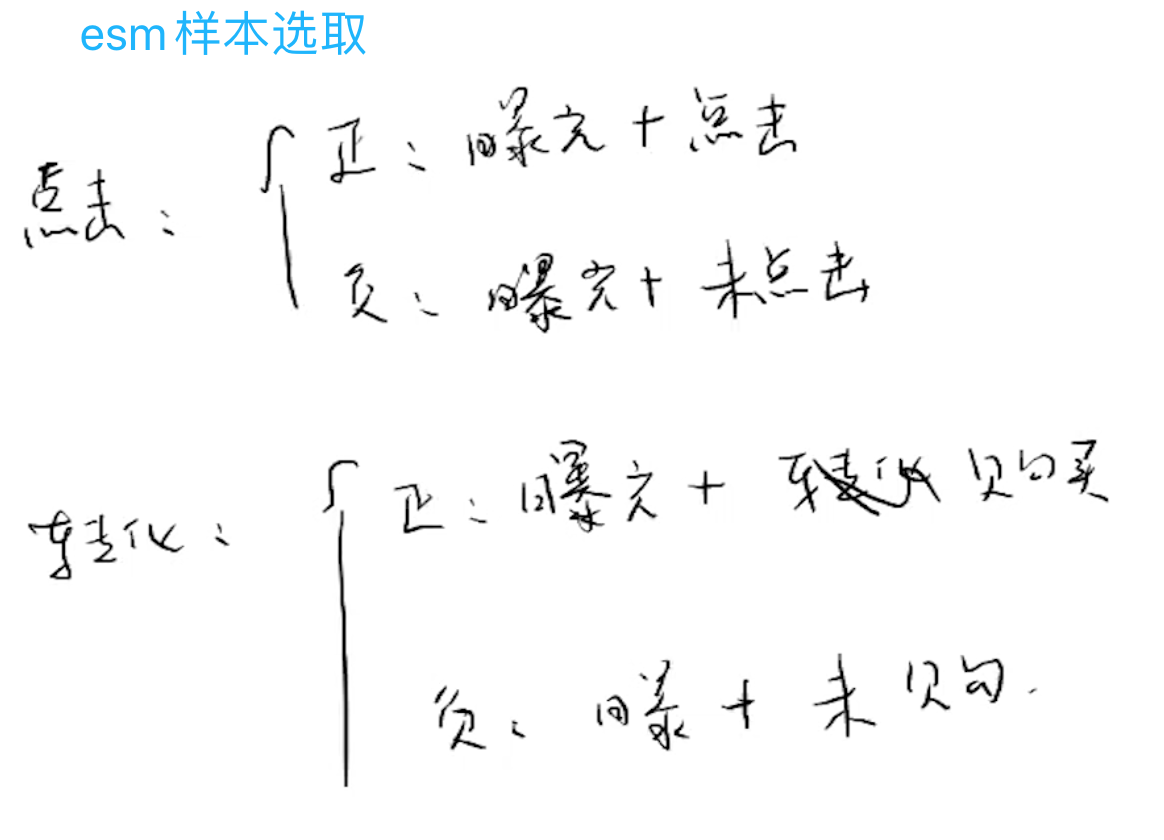 esm 样本选取
正：曝光+点击
点击：
负：曝光+未点击
正：曝光+转化 购买
转化：
负：曝+未购.